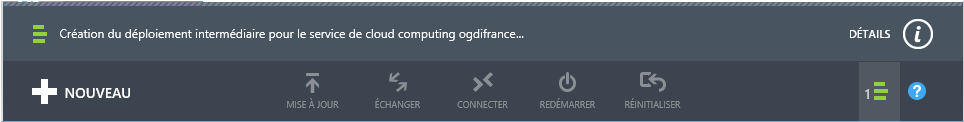 Création du déploiement intermédiaire pour le service de cloud computing ogdifrance...
DÉTAILS
NOUVEAU
MISE À JOUR
ÉCHANGER
CONNECTER
REDÉMARRER
RÉINITIALISER
1
?